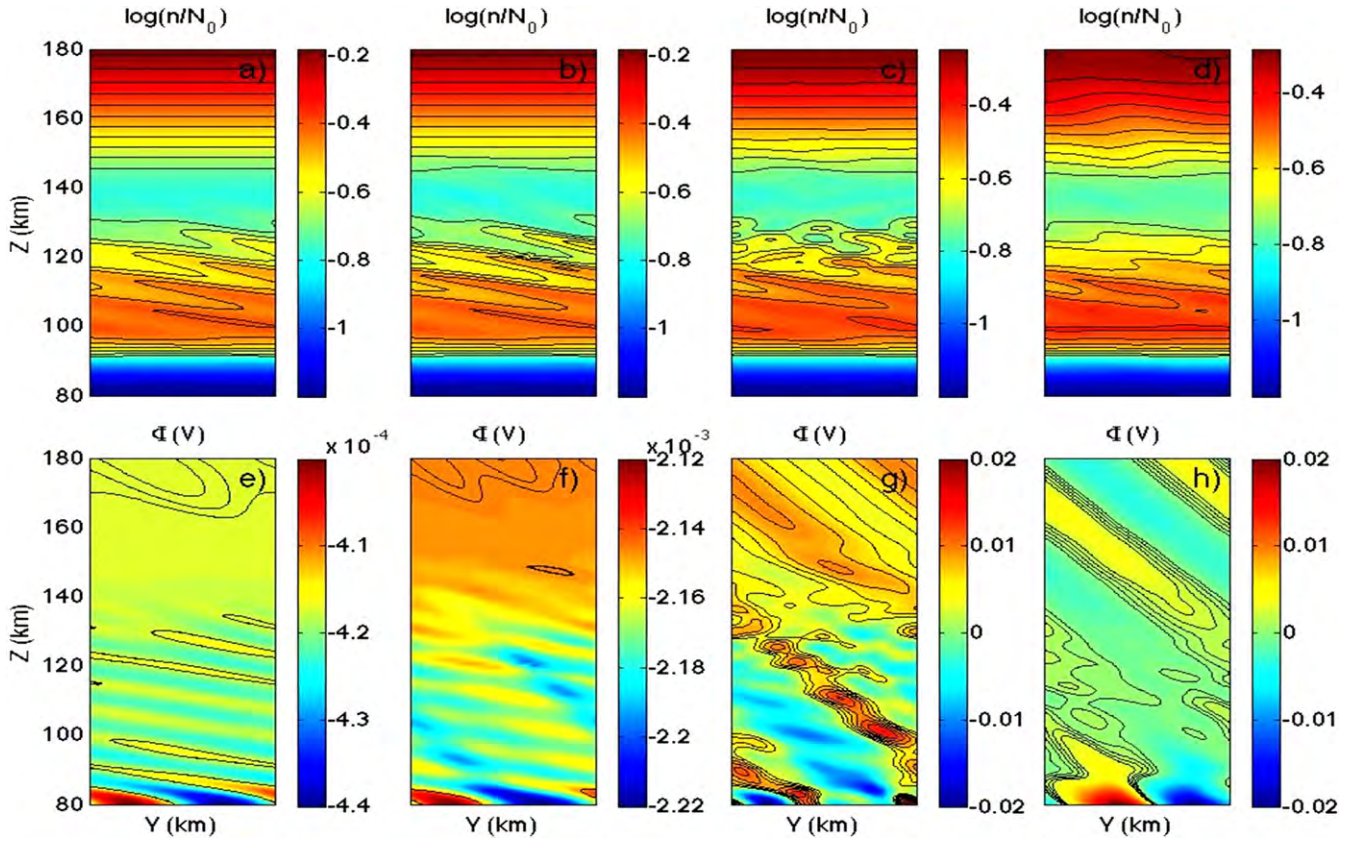 log(n/N₀) log(n/N₀) log(n/N₀) log(n/N₀)
180 -0.2 -0.2
a) b) c) d)
160 -0.4 -0.4 -0.4 -0.4
140 -0.6 -0.6 -0.6 -0.6
Z (km)
120 -0.8 -0.8 -0.8 -0.8
100 -1 -1 -1 -1
80
Φ (V) Φ (V) Φ (V) Φ (V)
x 10⁻⁴ x 10⁻³
180 -2.12 0.02 0.02
e) f) g) h)
160 -4.1 -2.14 0.01 0.01
140 -4.2 -2.16 0 0
Z (km)
120 -2.18
100 -4.3 -2.2 -0.01 -0.01
80 -4.4 -2.22 -0.02 -0.02
Y (km) Y (km) Y (km) Y (km)